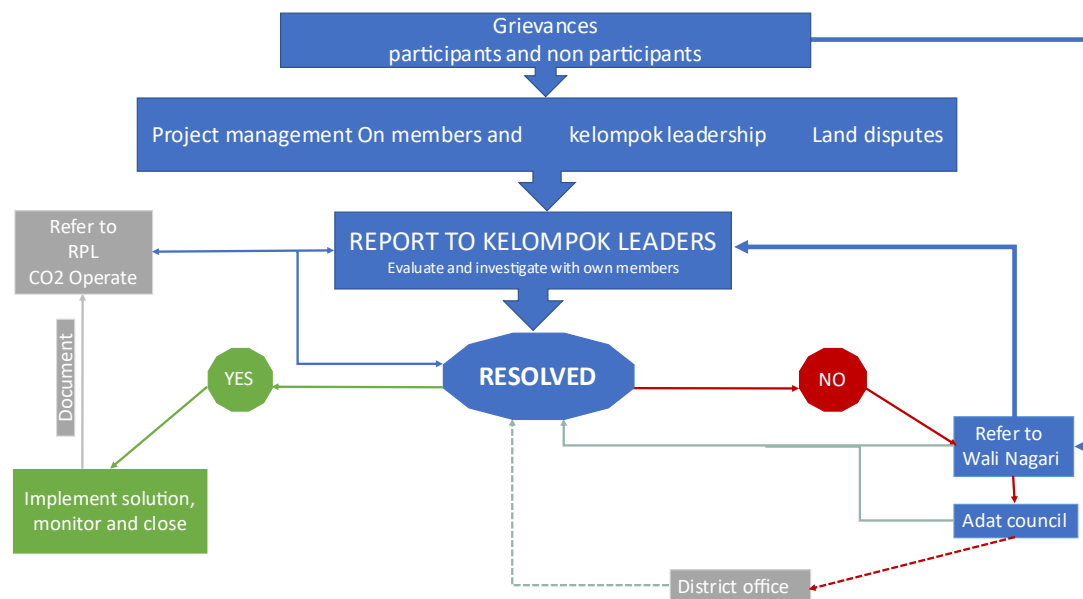 Grievances
participants and non participants
Project management On members and kelompok leadership Land disputes
REPORT TO KELOMPOK LEADERS
Evaluate and investigate with own members
Refer to
RPL
CO2 Operate
Document
YES
RESOLVED
NO
Refer to
Wali Nagari
Implement solution,
monitor and close
Adat council
District office